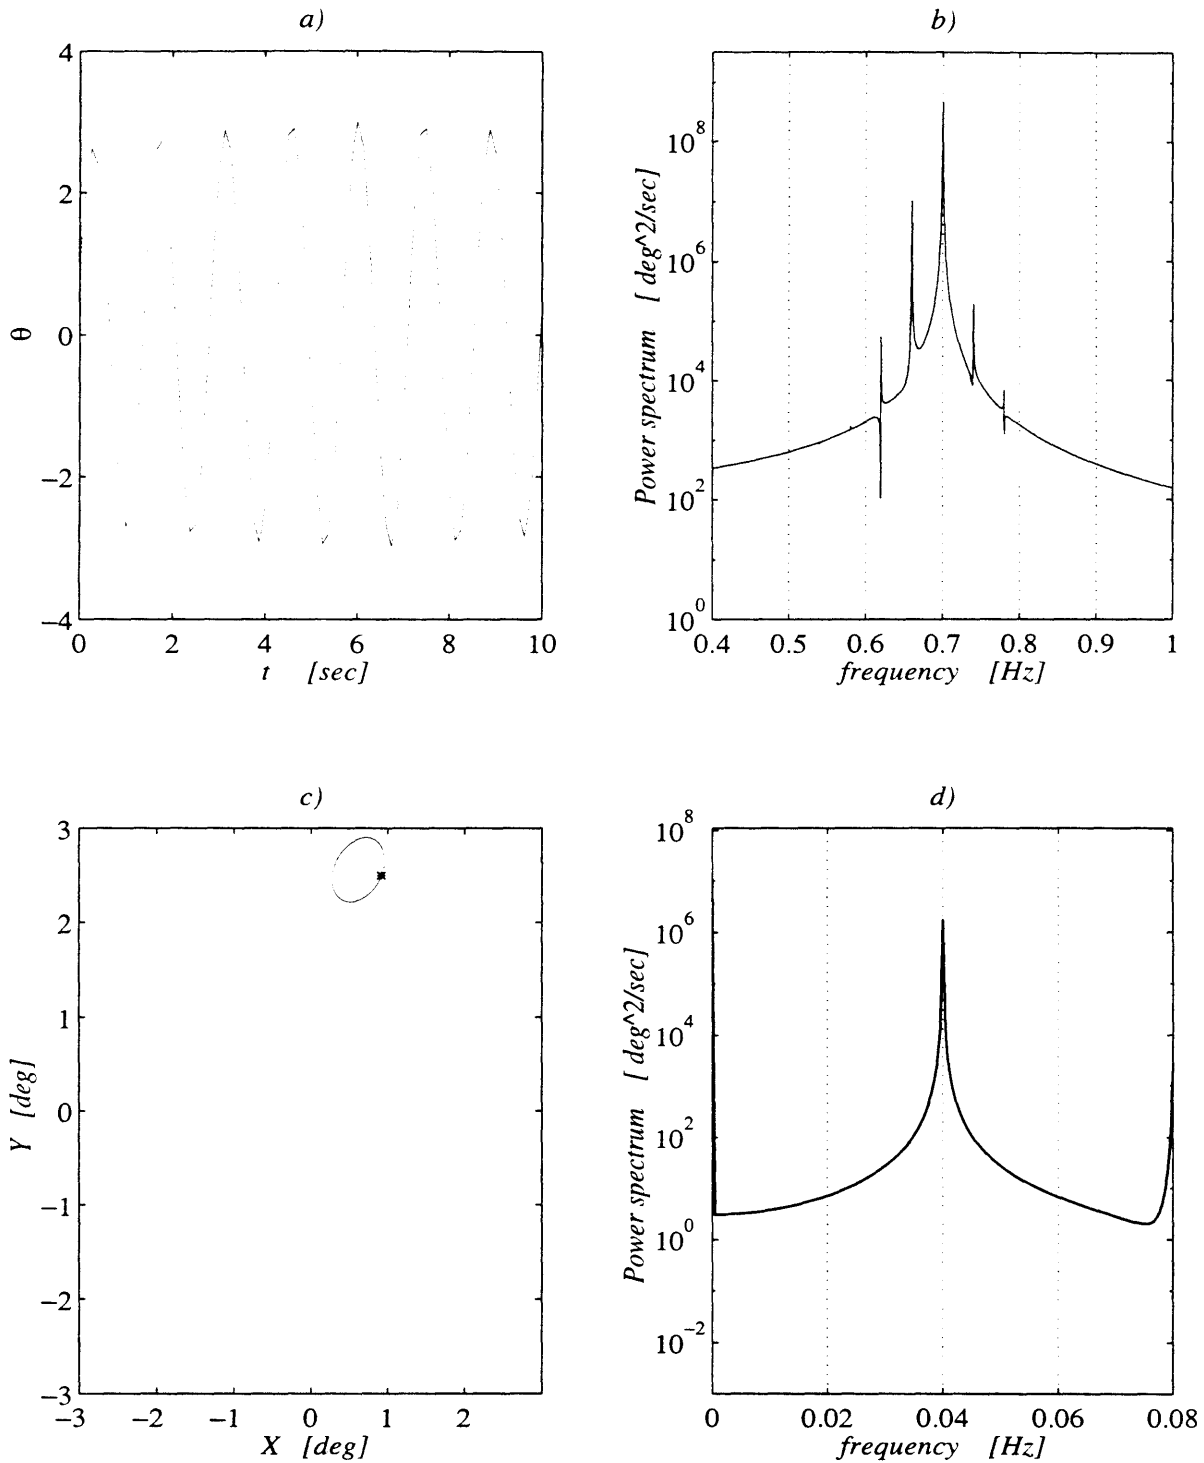 a)
4
2
0
−2
−4
θ
0 2 4 6 8 10
t [sec]
b)
10^8
10^6
10^4
10^2
10^0
Power spectrum [ deg^2/sec]
0.4 0.5 0.6 0.7 0.8 0.9 1
frequency [Hz]
c)
3
2
1
0
−1
−2
−3
Y [deg]
−3 −2 −1 0 1 2
X [deg]
d)
10^8
10^6
10^4
10^2
10^0
10^−2
Power spectrum [ deg^2/sec]
0 0.02 0.04 0.06 0.08
frequency [Hz]